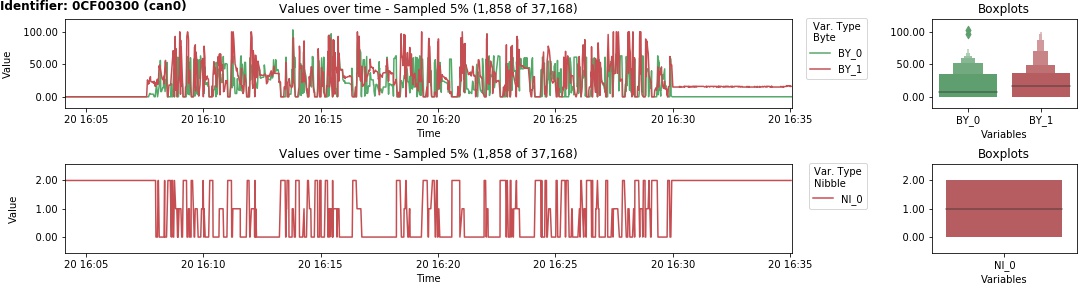 Identifier: 0CF00300 (can0)
Values over time - Sampled 5% (1,858 of 37,168)
Boxplots
Value
100.00
50.00
0.00
20 16:05
20 16:10
20 16:15
20 16:20
20 16:25
20 16:30
20 16:35
Time
Var. Type
Byte
BY_0
BY_1
100.00
50.00
0.00
BY_0
BY_1
Variables
Values over time - Sampled 5% (1,858 of 37,168)
Boxplots
Value
2.00
1.00
0.00
20 16:05
20 16:10
20 16:15
20 16:20
20 16:25
20 16:30
20 16:35
Time
Var. Type
Nibble
NI_0
2.00
1.00
0.00
NI_0
Variables